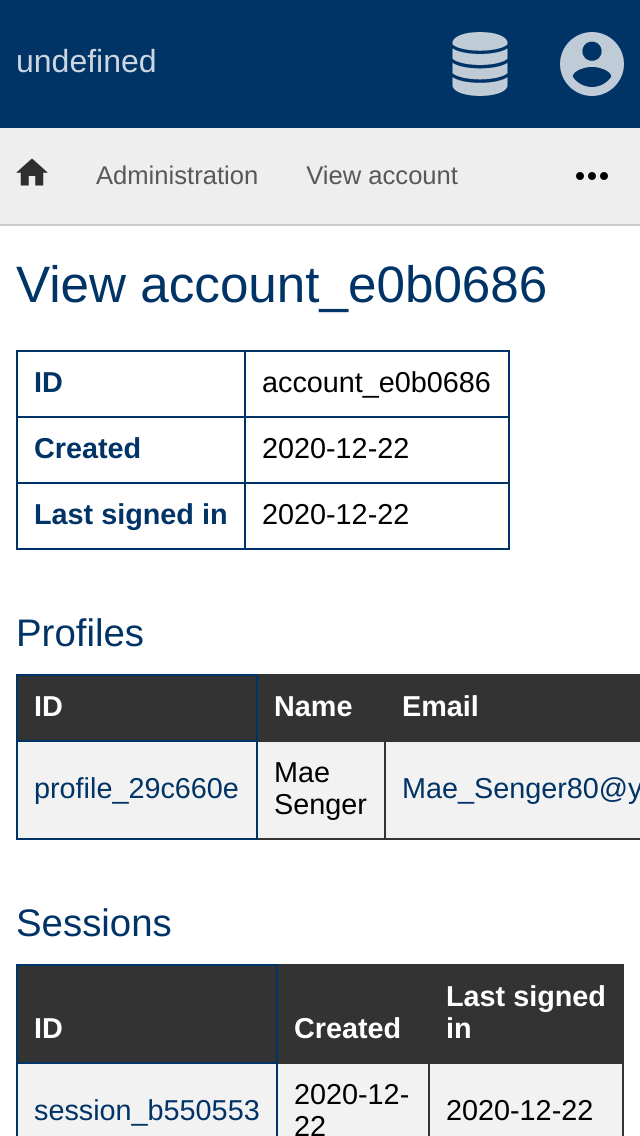 undefined
Administration View account
View account_e0b0686
ID account_e0b0686
Created 2020-12-22
Last signed in 2020-12-22
Profiles
ID Name Email
profile_29c660e Mae Senger Mae_Senger80@y
Sessions
ID Created Last signed in
session_b550553 2020-12-22 2020-12-22